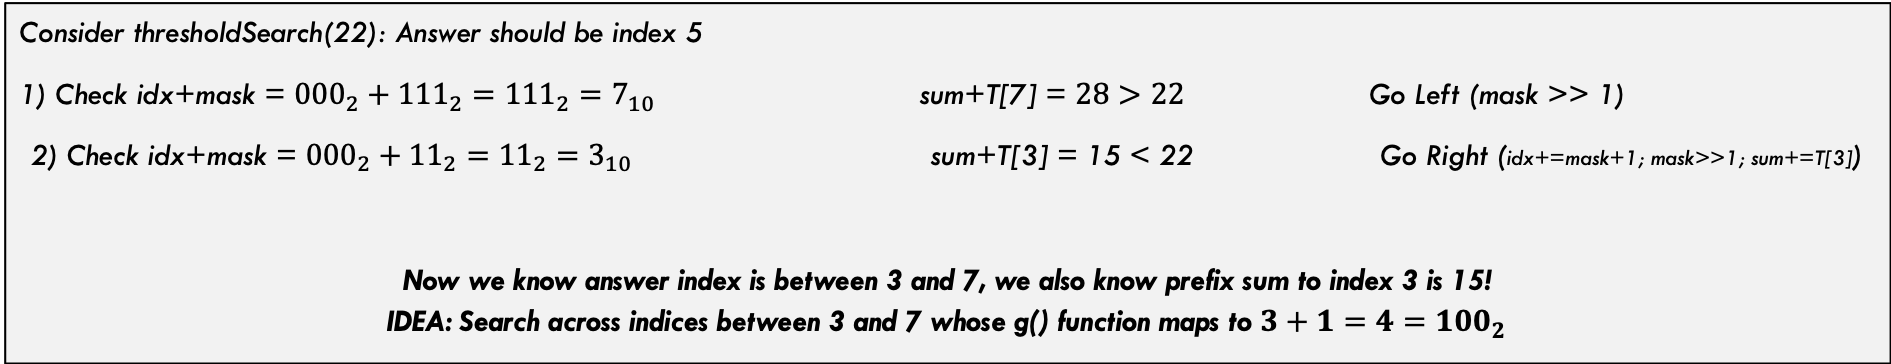 Consider thresholdSearch(22): Answer should be index 5
1) Check idx+mask = 000₂ + 111₂ = 111₂ = 7₁₀ sum+T[7] = 28 > 22 Go Left (mask >> 1)
2) Check idx+mask = 000₂ + 11₂ = 11₂ = 3₁₀ sum+T[3] = 15 < 22 Go Right (idx+=mask+1; mask>>1; sum+=T[3])
Now we know answer index is between 3 and 7, we also know prefix sum to index 3 is 15!
IDEA: Search across indices between 3 and 7 whose g() function maps to 3 + 1 = 4 = 100₂